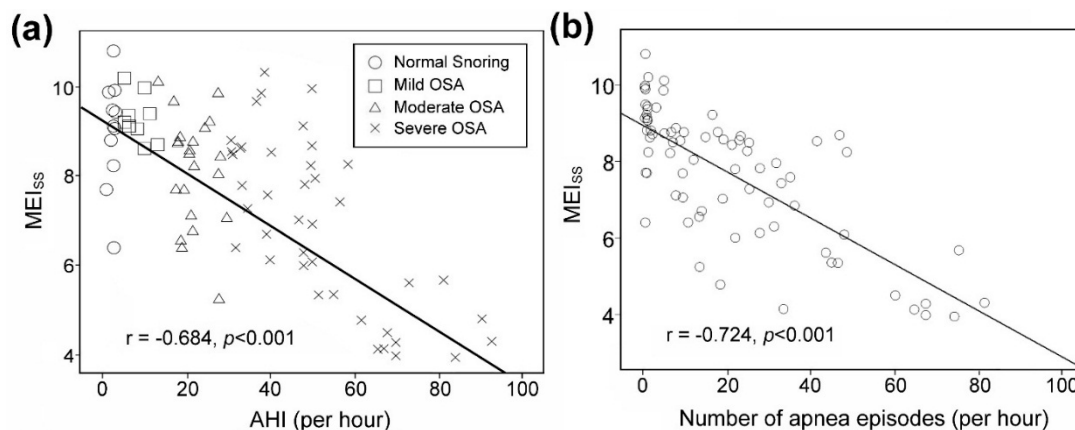 (a)
MEISS
10
8
6
4
Normal Snoring
Mild OSA
Moderate OSA
Severe OSA
r = -0.684, p<0.001
0 20 40 60 80 100
AHI (per hour)
(b)
MEISS
10
8
6
4
r = -0.724, p<0.001
0 20 40 60 80 100
Number of apnea episodes (per hour)